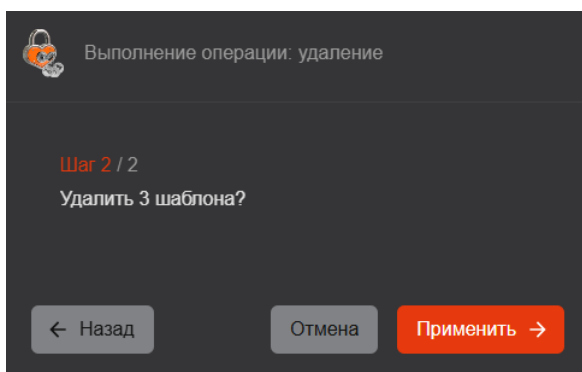 Выполнение операции: удаление
Шаг 2 / 2
Удалить 3 шаблона?
← Назад
Отмена
Применить →